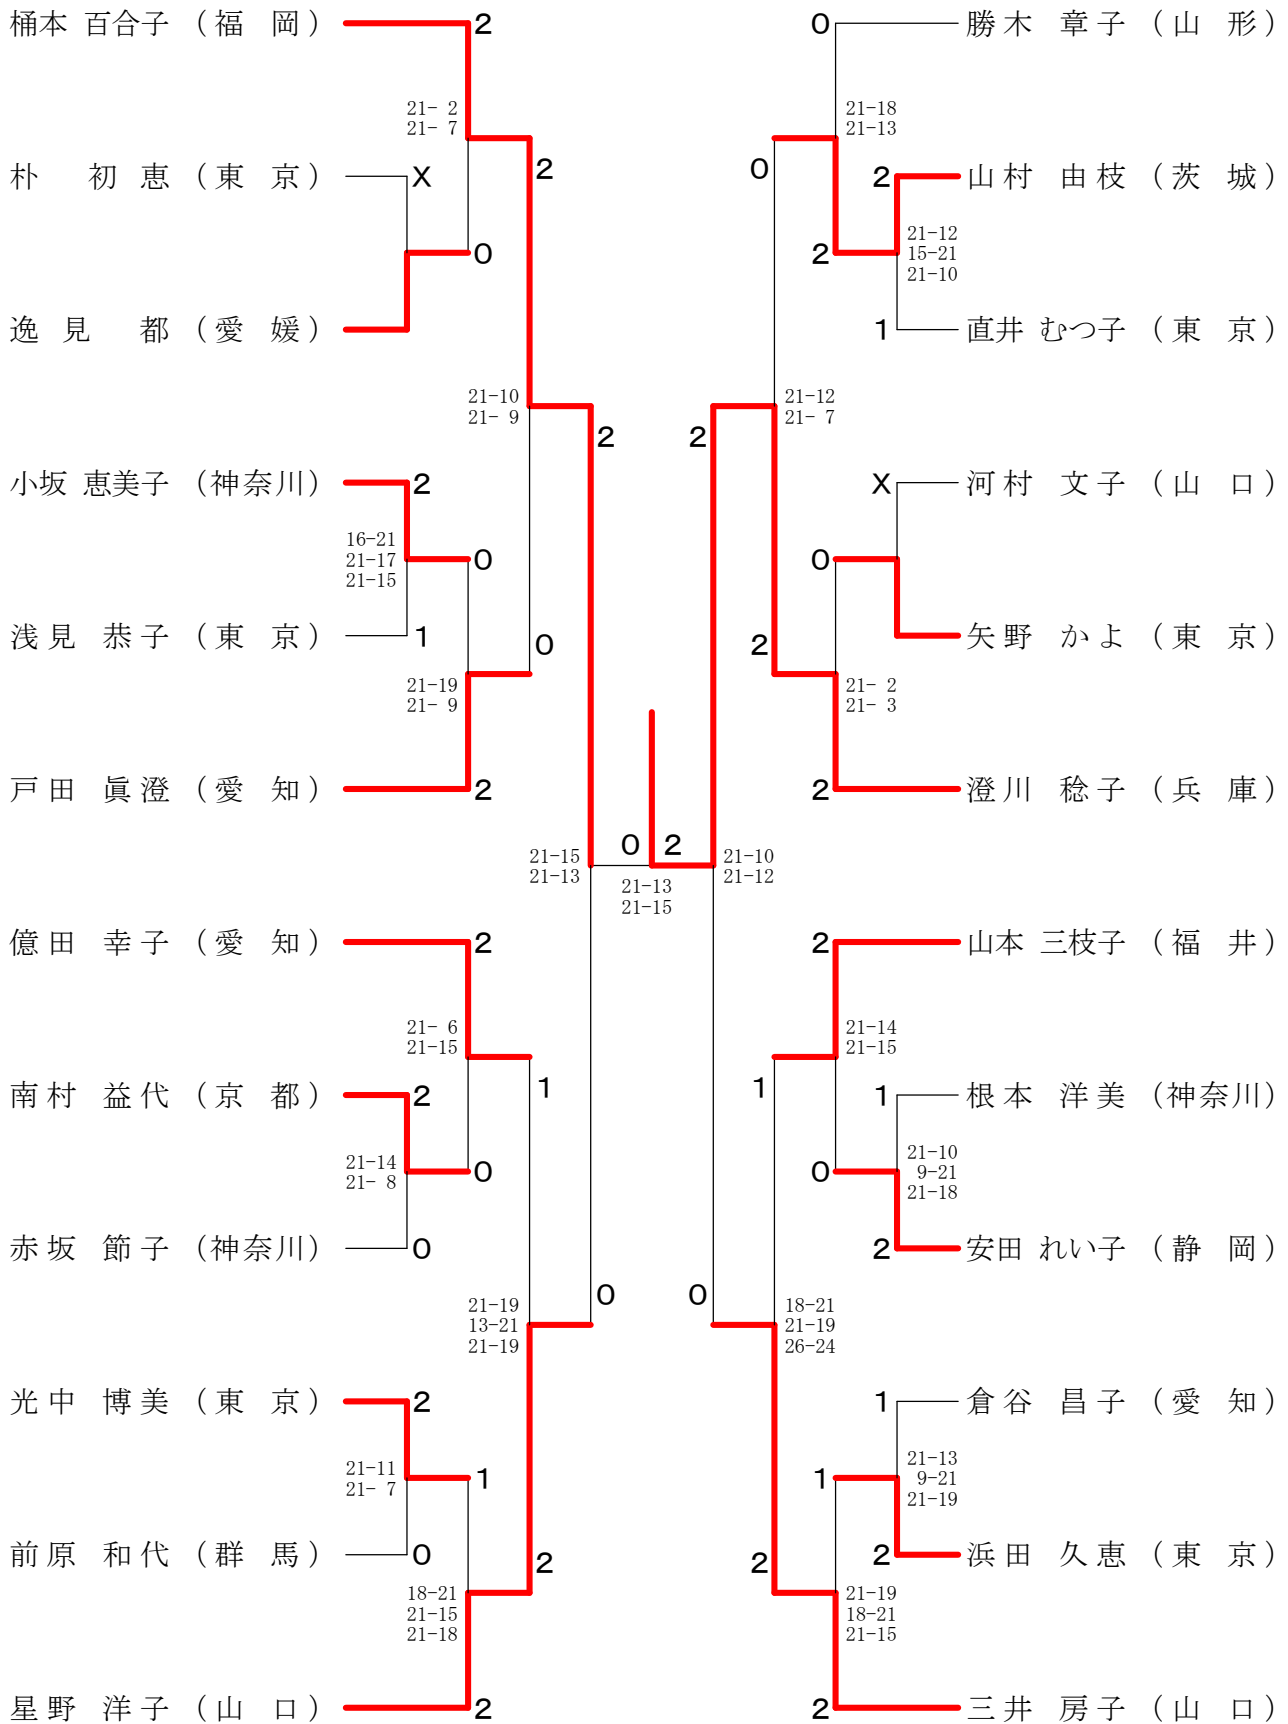 桶本 百合子 (福 岡) 2
0 勝木 章子 (山 形)
21- 2
21- 7
21-18
21-13
朴 初恵 (東 京) X
2
0
2 山村 由枝 (茨 城)
0
2
21-12
15-21
21-10
逸見 都 (愛 媛)
1 直井 むつ子 (東 京)
21-10
21- 9
21-12
21- 7
2
2
小坂 恵美子 (神奈川) 2
X 河村 文子 (山 口)
16-21
21-17
21-15
0
0
浅見 恭子 (東 京) 1
0
2
矢野 かよ (東 京)
21-19
21- 9
21- 2
21- 3
戸田 眞澄 (愛 知) 2
2 澄川 稔子 (兵 庫)
21-15
21-13
0 2
21-13
21-15
21-10
21-12
億田 幸子 (愛 知) 2
2 山本 三枝子 (福 井)
21- 6
21-15
21-14
21-15
南村 益代 (京 都) 2
1
1
1 根本 洋美 (神奈川)
21-14
21- 8
0
0
21-10
9-21
21-18
赤坂 節子 (神奈川) 0
2 安田 れい子 (静 岡)
0
0
21-19
13-21
21-19
18-21
21-19
26-24
光中 博美 (東 京) 2
1 倉谷 昌子 (愛 知)
21-11
21- 7
1
1
21-13
9-21
21-19
前原 和代 (群 馬) 0
2
2
2 浜田 久恵 (東 京)
18-21
21-15
21-18
21-19
18-21
21-15
星野 洋子 (山 口) 2
2 三井 房子 (山 口)